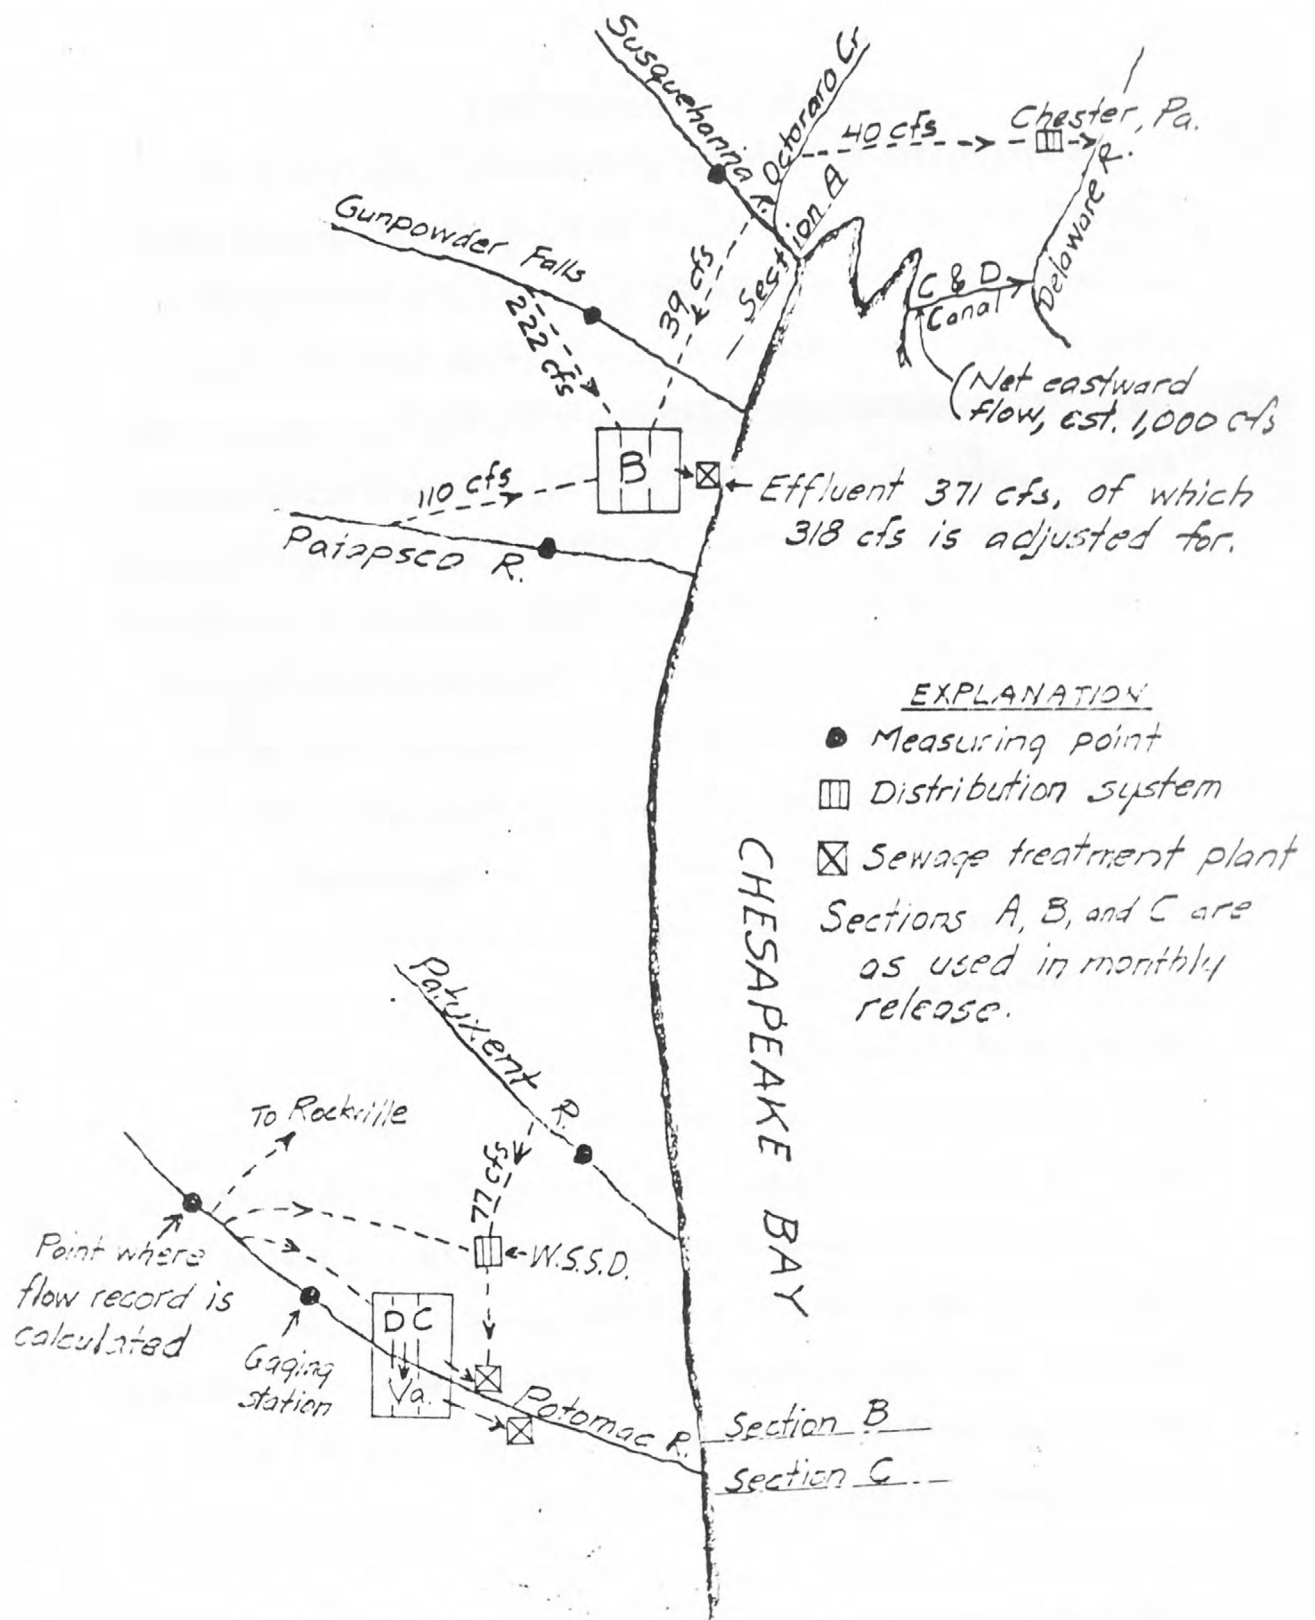 Susquehanna R.
Octoraro Cr
40 cfs
Chester, Pa.
Delaware R.
Section A
Gunpowder Falls
39 cfs
222 cfs
C & D
Canal
Net eastward
flow, est. 1,000 cfs
B
110 cfs
Effluent 371 cfs, of which
318 cfs is adjusted for.
Patapsco R.
EXPLANATION
Measuring point
Distribution system
Sewage treatment plant
Sections A, B, and C are
as used in monthly
release.
CHESAPEAKE BAY
Patuxent R.
To Rockville
77 cfs
W.S.S.D.
Point where
flow record is
calculated
Gaging
station
DC
Va.
Potomac R.
Section B
Section C